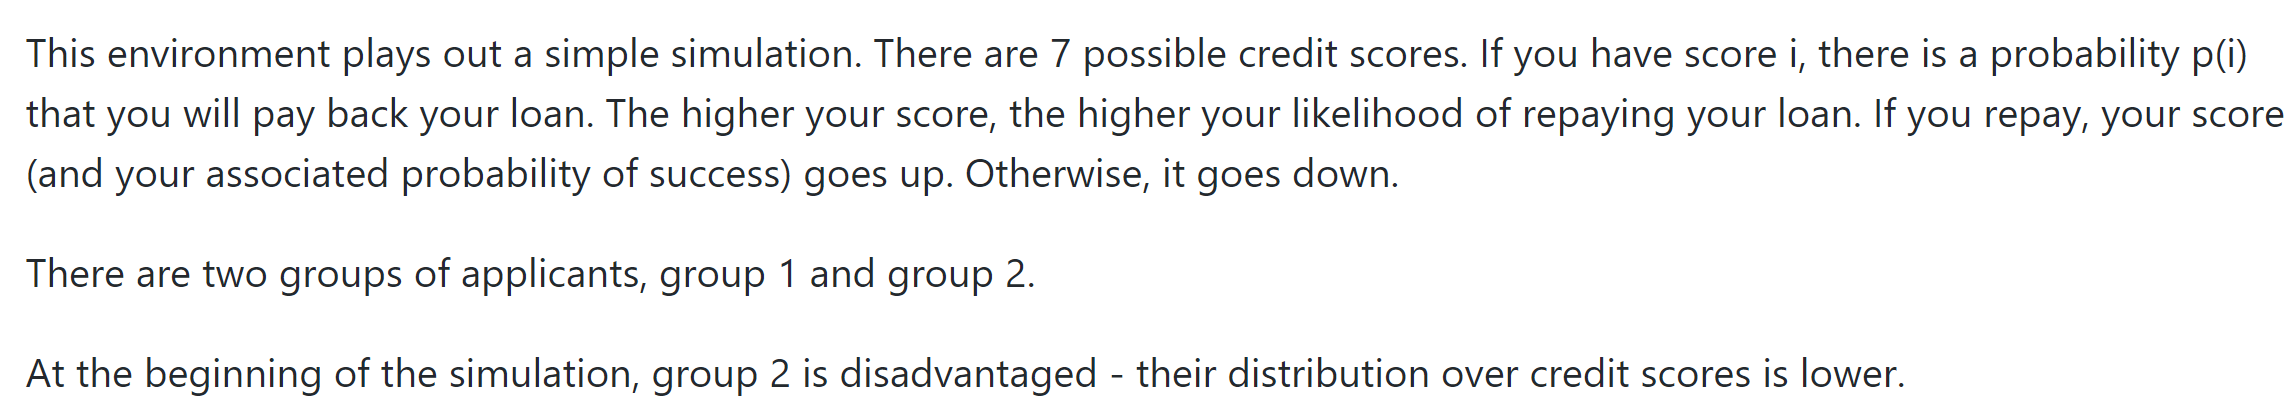 This environment plays out a simple simulation. There are 7 possible credit scores. If you have score i, there is a probability p(i)
that you will pay back your loan. The higher your score, the higher your likelihood of repaying your loan. If you repay, your score
(and your associated probability of success) goes up. Otherwise, it goes down.
There are two groups of applicants, group 1 and group 2.
At the beginning of the simulation, group 2 is disadvantaged - their distribution over credit scores is lower.